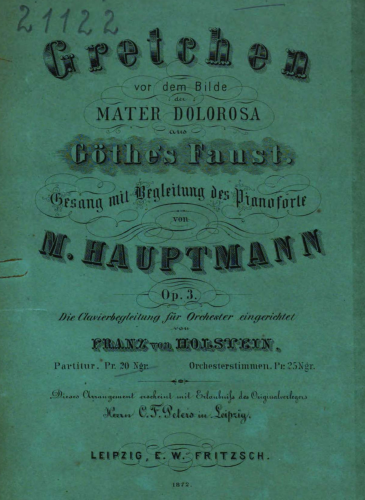 21122
Gretchen
vor dem Bilde
der
MATER DOLOROSA
aus
Göthe's Faust.
Gesang mit Begleitung des Pianoforte
von
M. HAUPTMANN
Op. 3.
Die Clavierbegleitung für Orchester eingerichtet
von
FRANZ VON HOLSTEIN.
Partitur. Pr. 20 Ngr. Orchesterstimmen. Pr. 25 Ngr.
Dieses Arrangement erscheint mit Erlaubniss des Originalverlegers
Herrn C. F. Peters in Leipzig.
LEIPZIG, E. W. FRITZSCH.
1872.